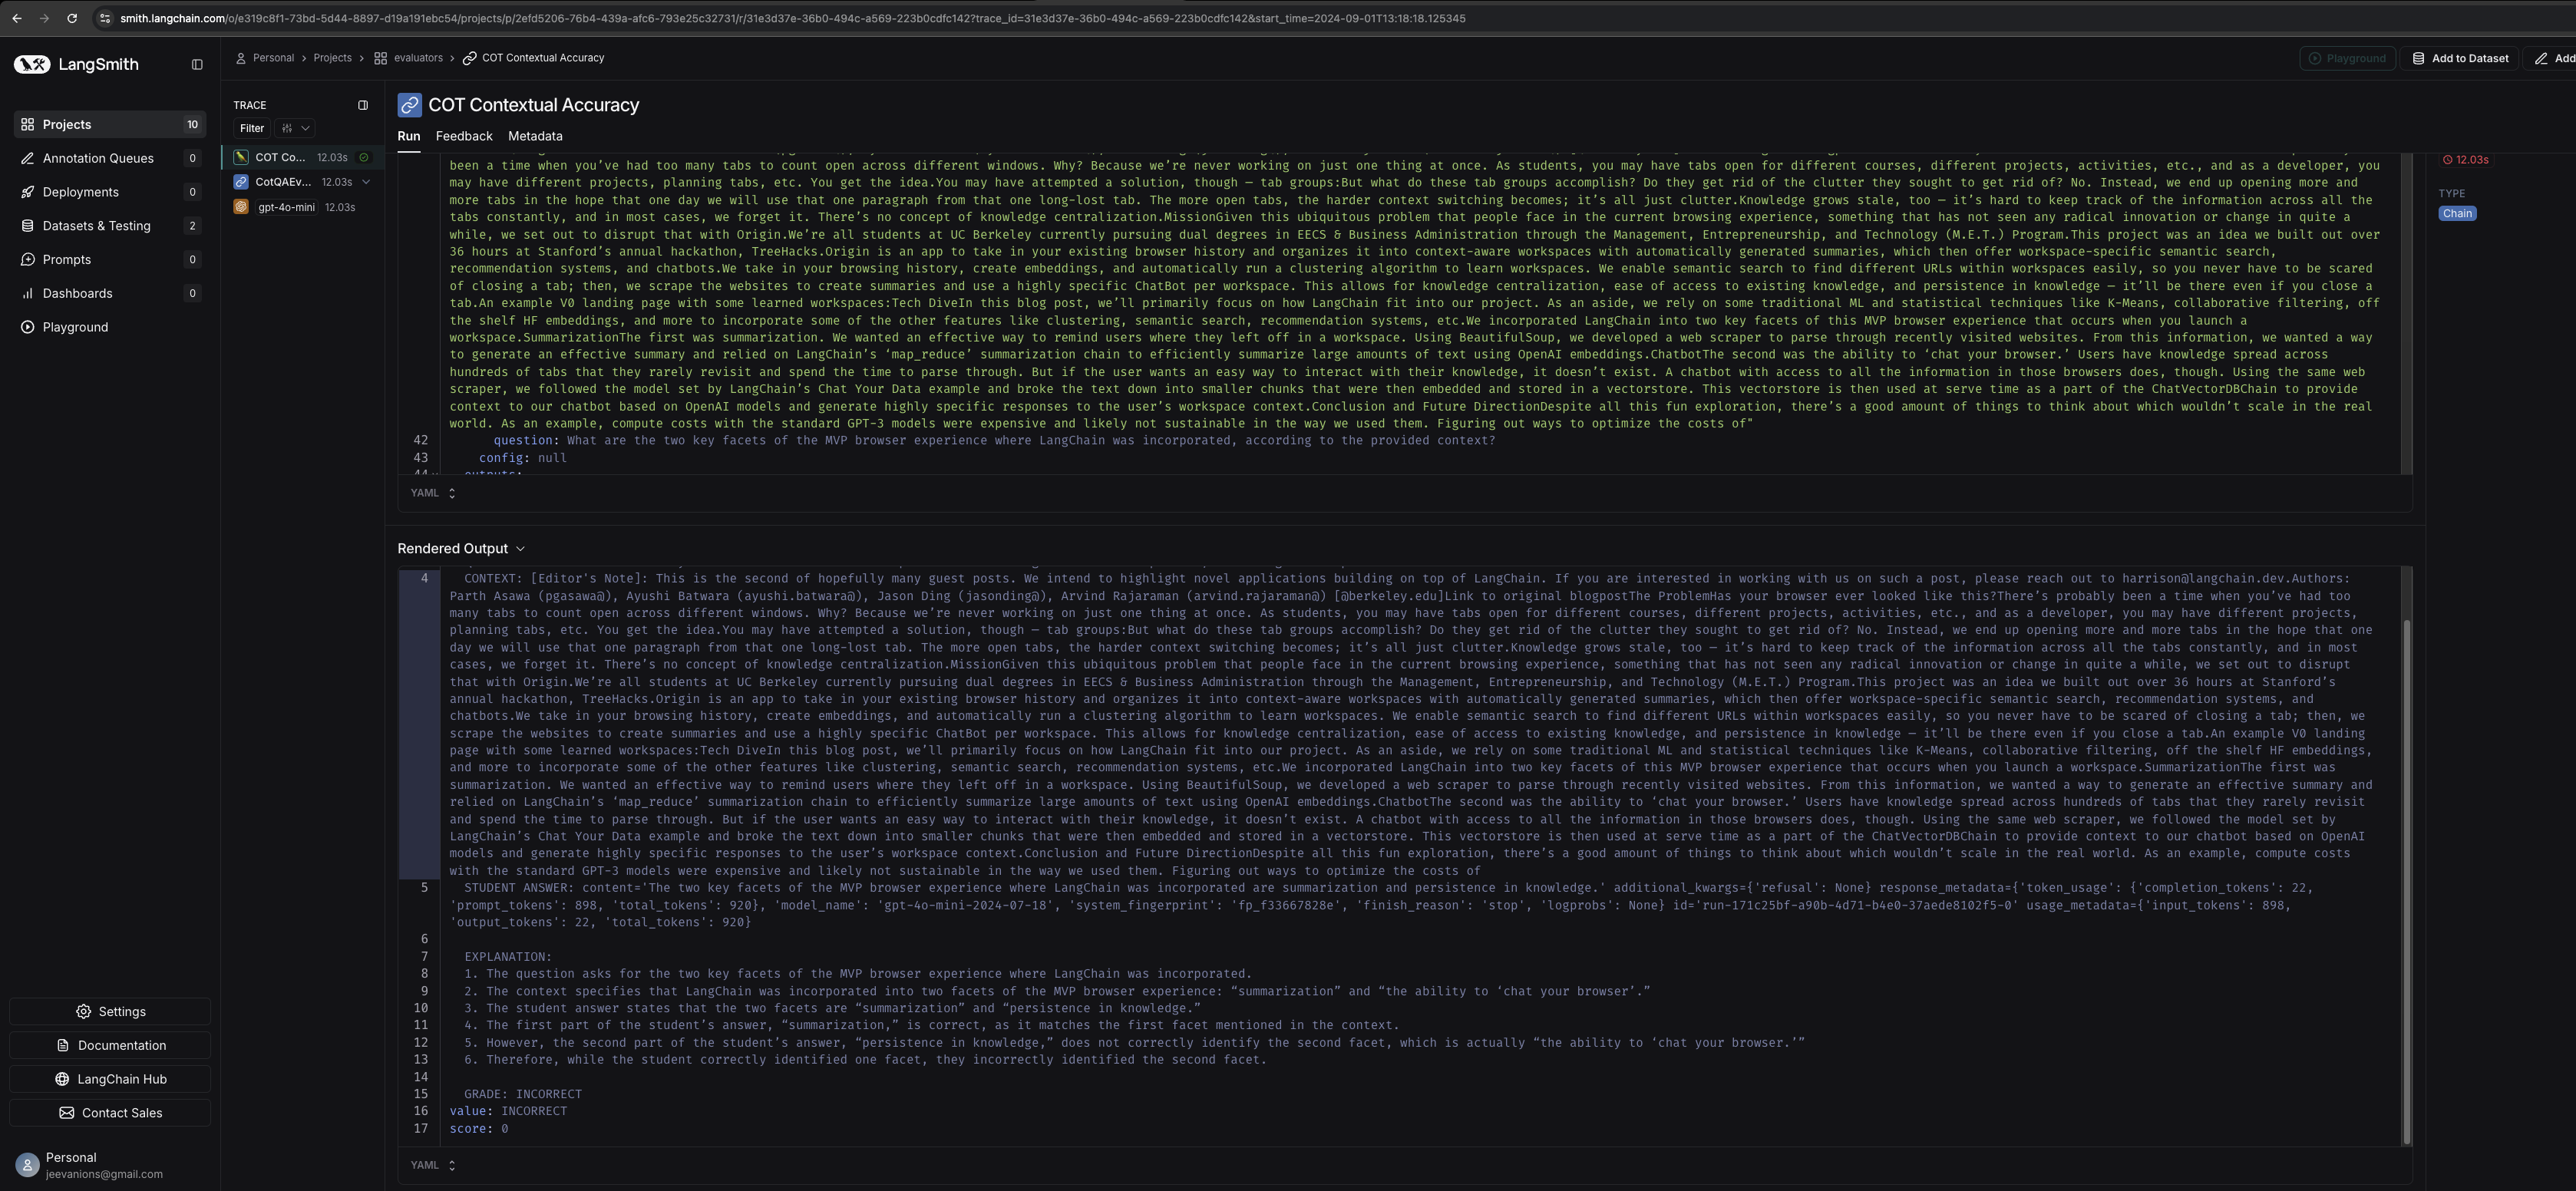 smith.langchain.com/o/e319c8f1-73bd-5d44-8897-d19a191ebc54/projects/p/2efd5206-76b4-439a-afc6-793e25c32731/r/31e3d37e-36b0-494c-a569-223b0cdfc142?trace_id=31e3d37e-36b0-494c-a569-223b0cdfc142&start_time=2024-09-01T13:18:18.125345
LangSmith
Personal > Projects > evaluators > COT Contextual Accuracy
Playground
Add to Dataset
Add
Projects 10
Annotation Queues 0
Deployments 0
Datasets & Testing 2
Prompts 0
Dashboards 0
Playground
Settings
Documentation
LangChain Hub
Contact Sales
Personal
jeevanions@gmail.com
TRACE
Filter
COT Co... 12.03s
CotQAEv... 12.03s
gpt-4o-mini 12.03s
COT Contextual Accuracy
Run Feedback Metadata
been a time when you’ve had too many tabs to count open across different windows. Why? Because we’re never working on just one thing at once. As students, you may have tabs open for different courses, different projects, activities, etc., and as a developer, you
may have different projects, planning tabs, etc. You get the idea.You may have attempted a solution, though — tab groups:But what do these tab groups accomplish? Do they get rid of the clutter they sought to get rid of? No. Instead, we end up opening more and
more tabs in the hope that one day we will use that one paragraph from that one long-lost tab. The more open tabs, the harder context switching becomes; it’s all just clutter.Knowledge grows stale, too — it’s hard to keep track of the information across all the
tabs constantly, and in most cases, we forget it. There’s no concept of knowledge centralization.MissionGiven this ubiquitous problem that people face in the current browsing experience, something that has not seen any radical innovation or change in quite a
while, we set out to disrupt that with Origin.We’re all students at UC Berkeley currently pursuing dual degrees in EECS & Business Administration through the Management, Entrepreneurship, and Technology (M.E.T.) Program.This project was an idea we built out over
36 hours at Stanford’s annual hackathon, TreeHacks.Origin is an app to take in your existing browser history and organizes it into context-aware workspaces with automatically generated summaries, which then offer workspace-specific semantic search,
recommendation systems, and chatbots.We take in your browsing history, create embeddings, and automatically run a clustering algorithm to learn workspaces. We enable semantic search to find different URLs within workspaces easily, so you never have to be scared
of closing a tab; then, we scrape the websites to create summaries and use a highly specific ChatBot per workspace. This allows for knowledge centralization, ease of access to existing knowledge, and persistence in knowledge — it’ll be there even if you close a
tab.An example V0 landing page with some learned workspaces:Tech DiveIn this blog post, we’ll primarily focus on how LangChain fit into our project. As an aside, we rely on some traditional ML and statistical techniques like K-Means, collaborative filtering, off
the shelf HF embeddings, and more to incorporate some of the other features like clustering, semantic search, recommendation systems, etc.We incorporated LangChain into two key facets of this MVP browser experience that occurs when you launch a
workspace.SummarizationThe first was summarization. We wanted an effective way to remind users where they left off in a workspace. Using BeautifulSoup, we developed a web scraper to parse through recently visited websites. From this information, we wanted a way
to generate an effective summary and relied on LangChain’s ‘map_reduce’ summarization chain to efficiently summarize large amounts of text using OpenAI embeddings.ChatbotThe second was the ability to ‘chat your browser.’ Users have knowledge spread across
hundreds of tabs that they rarely revisit and spend the time to parse through. But if the user wants an easy way to interact with their knowledge, it doesn’t exist. A chatbot with access to all the information in those browsers does, though. Using the same web
scraper, we followed the model set by LangChain’s Chat Your Data example and broke the text down into smaller chunks that were then embedded and stored in a vectorstore. This vectorstore is then used at serve time as a part of the ChatVectorDBChain to provide
context to our chatbot based on OpenAI models and generate highly specific responses to the user’s workspace context.Conclusion and Future DirectionDespite all this fun exploration, there’s a good amount of things to think about which wouldn’t scale in the real
world. As an example, compute costs with the standard GPT-3 models were expensive and likely not sustainable in the way we used them. Figuring out ways to optimize the costs of"
42 question: What are the two key facets of the MVP browser experience where LangChain was incorporated, according to the provided context?
43 config: null
44 outputs:
YAML
12.03s
TYPE
Chain
Rendered Output
4 CONTEXT: [Editor's Note]: This is the second of hopefully many guest posts. We intend to highlight novel applications building on top of LangChain. If you are interested in working with us on such a post, please reach out to harrison@langchain.dev.Authors:
Parth Asawa (pgasawa@), Ayushi Batwara (ayushi.batwara@), Jason Ding (jasonding@), Arvind Rajaraman (arvind.rajaraman@) [@berkeley.edu]Link to original blogpostThe ProblemHas your browser ever looked like this?There’s probably been a time when you’ve had too
many tabs to count open across different windows. Why? Because we’re never working on just one thing at once. As students, you may have tabs open for different courses, different projects, activities, etc., and as a developer, you may have different projects,
planning tabs, etc. You get the idea.You may have attempted a solution, though — tab groups:But what do these tab groups accomplish? Do they get rid of the clutter they sought to get rid of? No. Instead, we end up opening more and more tabs in the hope that one
day we will use that one paragraph from that one long-lost tab. The more open tabs, the harder context switching becomes; it’s all just clutter.Knowledge grows stale, too — it’s hard to keep track of the information across all the tabs constantly, and in most
cases, we forget it. There’s no concept of knowledge centralization.MissionGiven this ubiquitous problem that people face in the current browsing experience, something that has not seen any radical innovation or change in quite a while, we set out to disrupt
that with Origin.We’re all students at UC Berkeley currently pursuing dual degrees in EECS & Business Administration through the Management, Entrepreneurship, and Technology (M.E.T.) Program.This project was an idea we built out over 36 hours at Stanford’s
annual hackathon, TreeHacks.Origin is an app to take in your existing browser history and organizes it into context-aware workspaces with automatically generated summaries, which then offer workspace-specific semantic search, recommendation systems, and
chatbots.We take in your browsing history, create embeddings, and automatically run a clustering algorithm to learn workspaces. We enable semantic search to find different URLs within workspaces easily, so you never have to be scared of closing a tab; then, we
scrape the websites to create summaries and use a highly specific ChatBot per workspace. This allows for knowledge centralization, ease of access to existing knowledge, and persistence in knowledge — it’ll be there even if you close a tab.An example V0 landing
page with some learned workspaces:Tech DiveIn this blog post, we’ll primarily focus on how LangChain fit into our project. As an aside, we rely on some traditional ML and statistical techniques like K-Means, collaborative filtering, off the shelf HF embeddings,
and more to incorporate some of the other features like clustering, semantic search, recommendation systems, etc.We incorporated LangChain into two key facets of this MVP browser experience that occurs when you launch a workspace.SummarizationThe first was
summarization. We wanted an effective way to remind users where they left off in a workspace. Using BeautifulSoup, we developed a web scraper to parse through recently visited websites. From this information, we wanted a way to generate an effective summary and
relied on LangChain’s ‘map_reduce’ summarization chain to efficiently summarize large amounts of text using OpenAI embeddings.ChatbotThe second was the ability to ‘chat your browser.’ Users have knowledge spread across hundreds of tabs that they rarely revisit
and spend the time to parse through. But if the user wants an easy way to interact with their knowledge, it doesn’t exist. A chatbot with access to all the information in those browsers does, though. Using the same web scraper, we followed the model set by
LangChain’s Chat Your Data example and broke the text down into smaller chunks that were then embedded and stored in a vectorstore. This vectorstore is then used at serve time as a part of the ChatVectorDBChain to provide context to our chatbot based on OpenAI
models and generate highly specific responses to the user’s workspace context.Conclusion and Future DirectionDespite all this fun exploration, there’s a good amount of things to think about which wouldn’t scale in the real world. As an example, compute costs
with the standard GPT-3 models were expensive and likely not sustainable in the way we used them. Figuring out ways to optimize the costs of
5 STUDENT ANSWER: content='The two key facets of the MVP browser experience where LangChain was incorporated are summarization and persistence in knowledge.' additional_kwargs={'refusal': None} response_metadata={'token_usage': {'completion_tokens': 22,
'prompt_tokens': 898, 'total_tokens': 920}, 'model_name': 'gpt-4o-mini-2024-07-18', 'system_fingerprint': 'fp_f33667828e', 'finish_reason': 'stop', 'logprobs': None} id='run-171c25bf-a90b-4d71-b4e0-37aede8102f5-0' usage_metadata={'input_tokens': 898,
'output_tokens': 22, 'total_tokens': 920}
6
7 EXPLANATION:
8 1. The question asks for the two key facets of the MVP browser experience where LangChain was incorporated.
9 2. The context specifies that LangChain was incorporated into two facets of the MVP browser experience: “summarization” and “the ability to ‘chat your browser’.”
10 3. The student answer states that the two facets are “summarization” and “persistence in knowledge.”
11 4. The first part of the student’s answer, “summarization,” is correct, as it matches the first facet mentioned in the context.
12 5. However, the second part of the student’s answer, “persistence in knowledge,” does not correctly identify the second facet, which is actually “the ability to ‘chat your browser.’”
13 6. Therefore, while the student correctly identified one facet, they incorrectly identified the second facet.
14
15 GRADE: INCORRECT
16 value: INCORRECT
17 score: 0
YAML